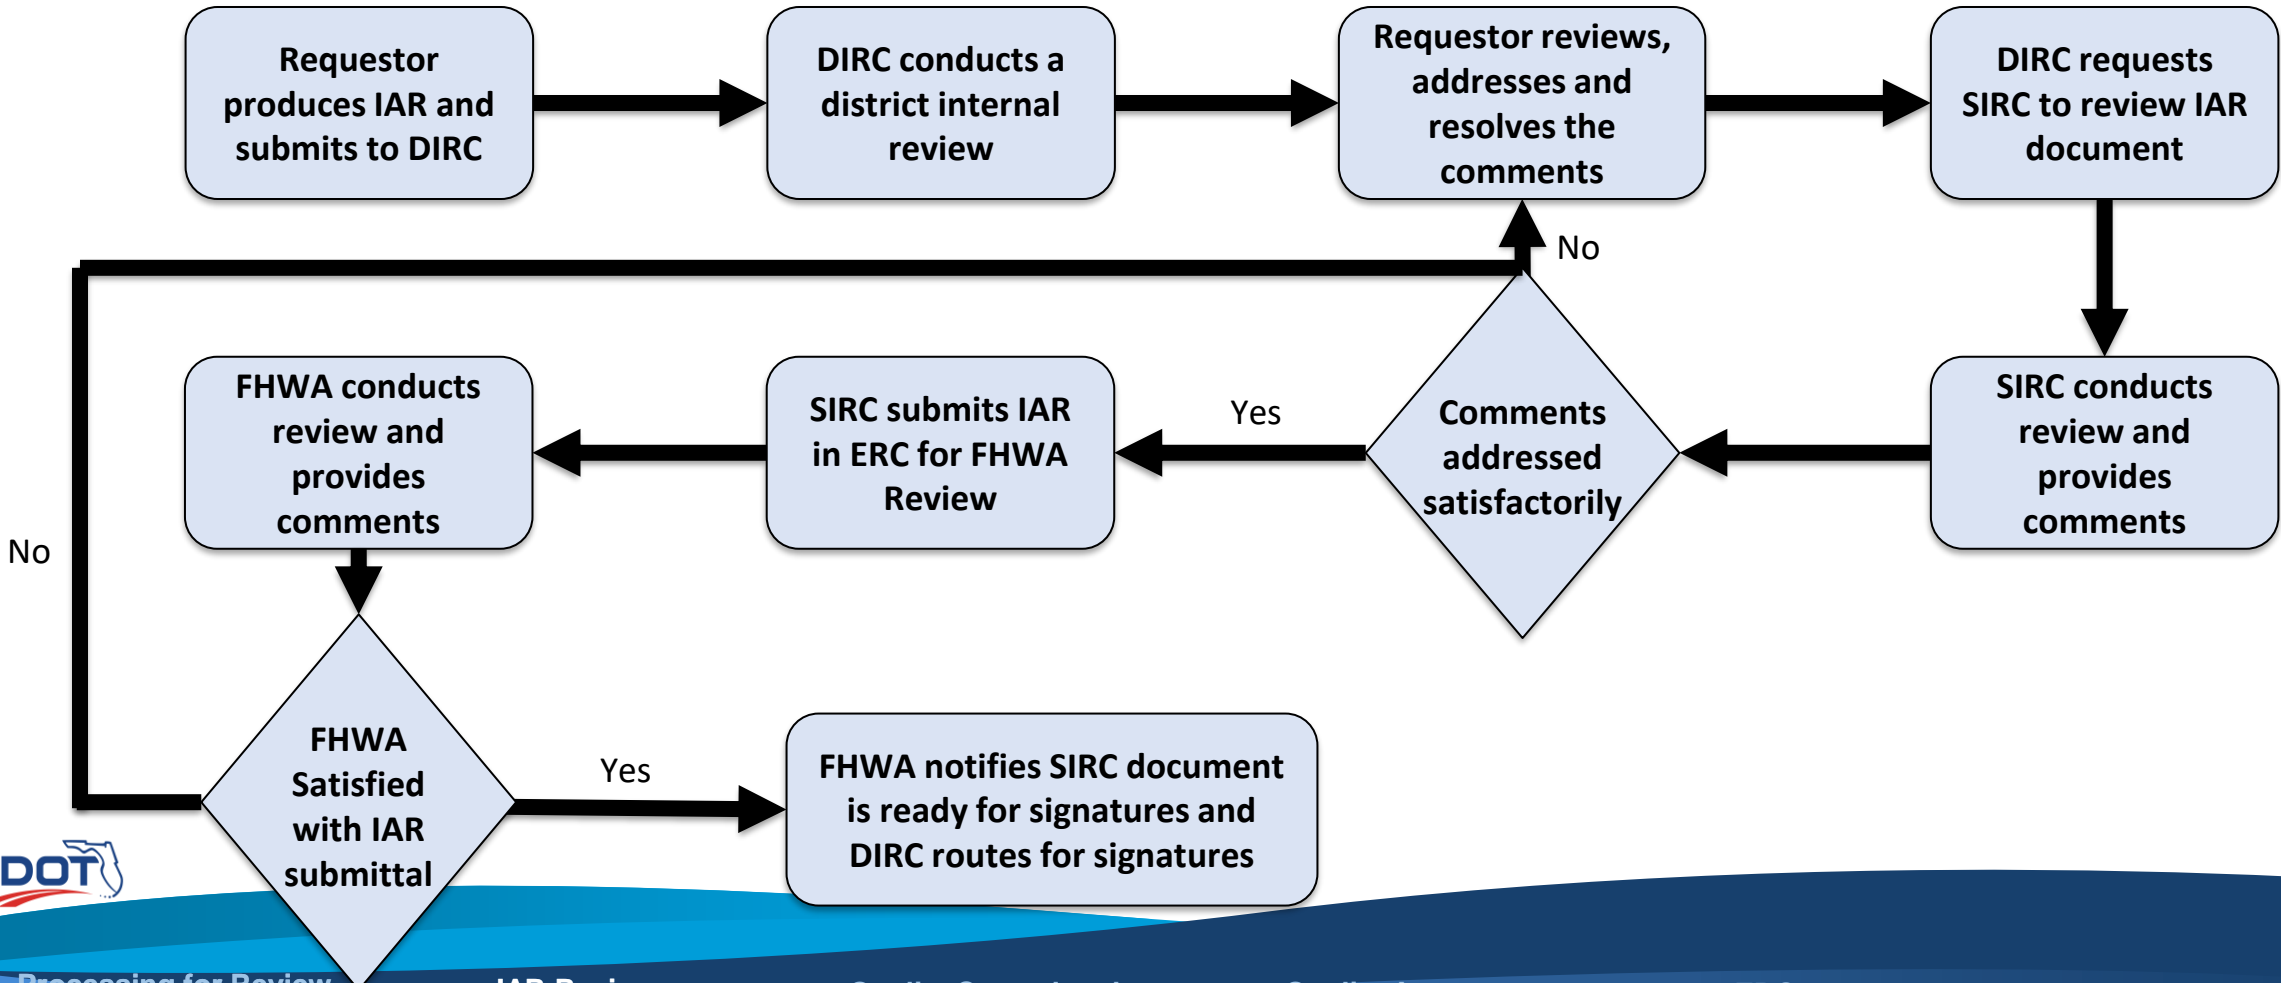 Requestor
produces IAR and
submits to DIRC
DIRC conducts a
district internal
review
Requestor reviews,
addresses and
resolves the
comments
DIRC requests
SIRC to review IAR
document
No
FHWA conducts
review and
provides
comments
SIRC submits IAR
in ERC for FHWA
Review
Yes
Comments
addressed
satisfactorily
SIRC conducts
review and
provides
comments
No
FHWA
Satisfied
with IAR
submittal
Yes
FHWA notifies SIRC document
is ready for signatures and
DIRC routes for signatures
DOT
Processing for Review